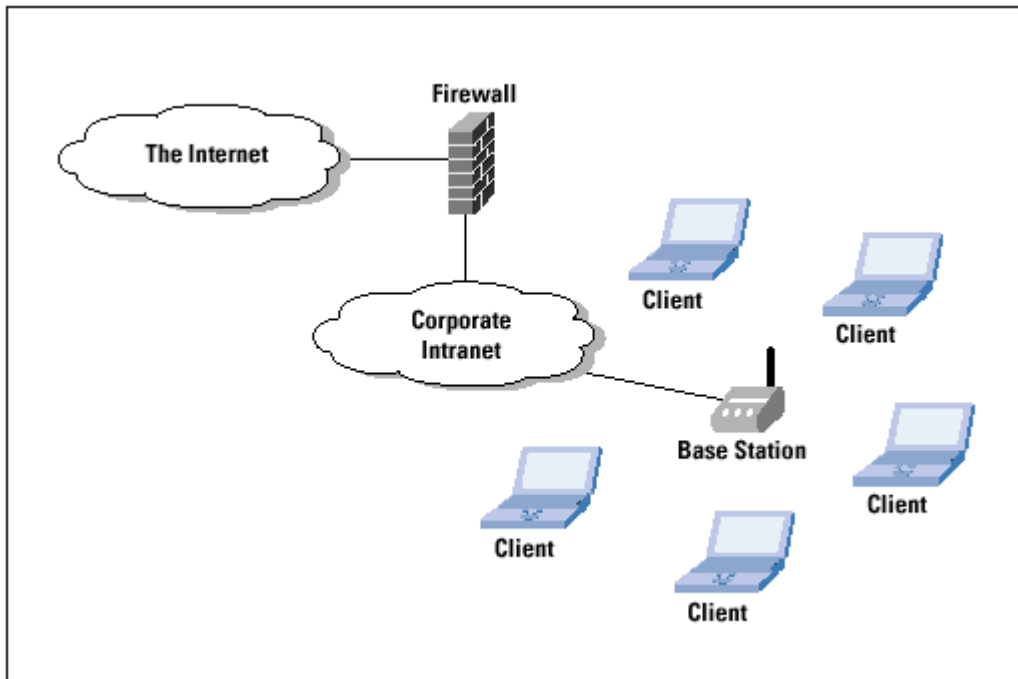 Firewall
The Internet
Client
Corporate
Intranet
Client
Base Station
Client
Client
Client